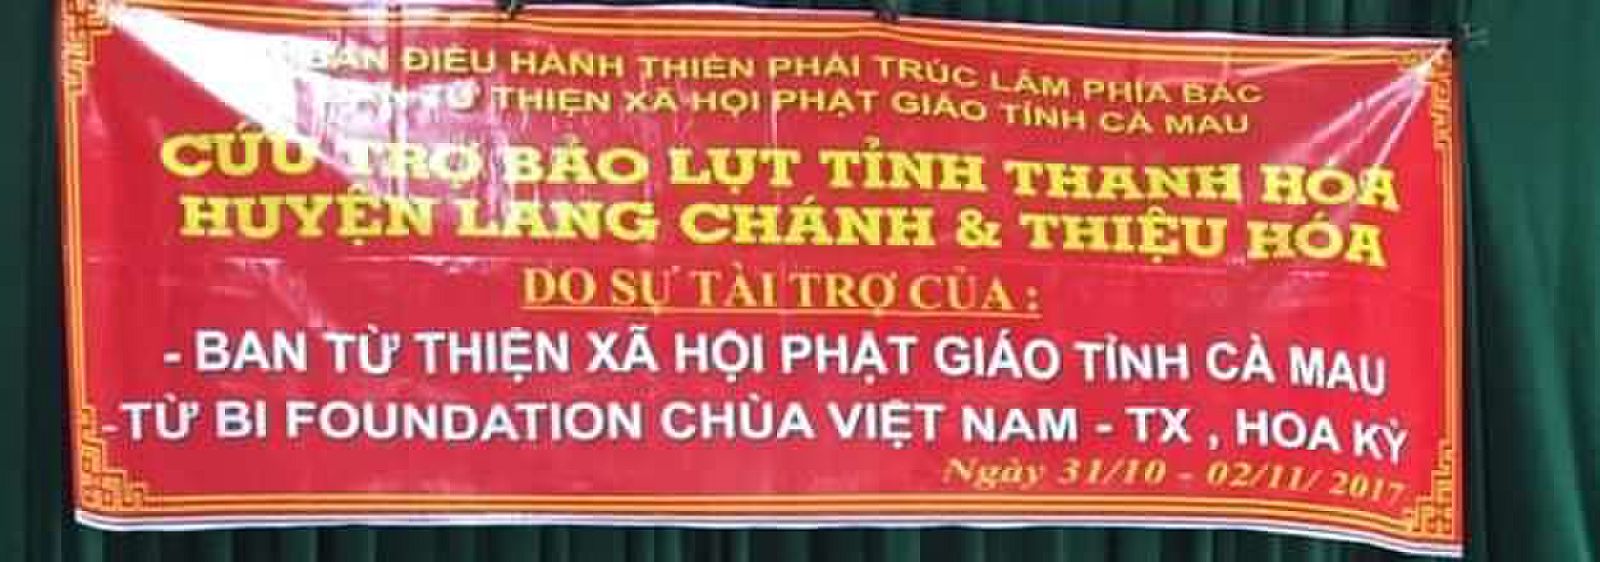 BAN ĐIỀU HÀNH THIỀN PHÁI TRÚC LÂM PHÍA BẮC
BAN TỪ THIỆN XÃ HỘI PHẬT GIÁO TỈNH CÀ MAU
CỨU TRỢ BÃO LỤT TỈNH THANH HÓA
HUYỆN LANG CHÁNH & THIỆU HÓA
DO SỰ TÀI TRỢ CỦA :
- BAN TỪ THIỆN XÃ HỘI PHẬT GIÁO TỈNH CÀ MAU
-TỪ BI FOUNDATION CHÙA VIỆT NAM - TX , HOA KỲ
Ngày 31/10 - 02/11/ 2017